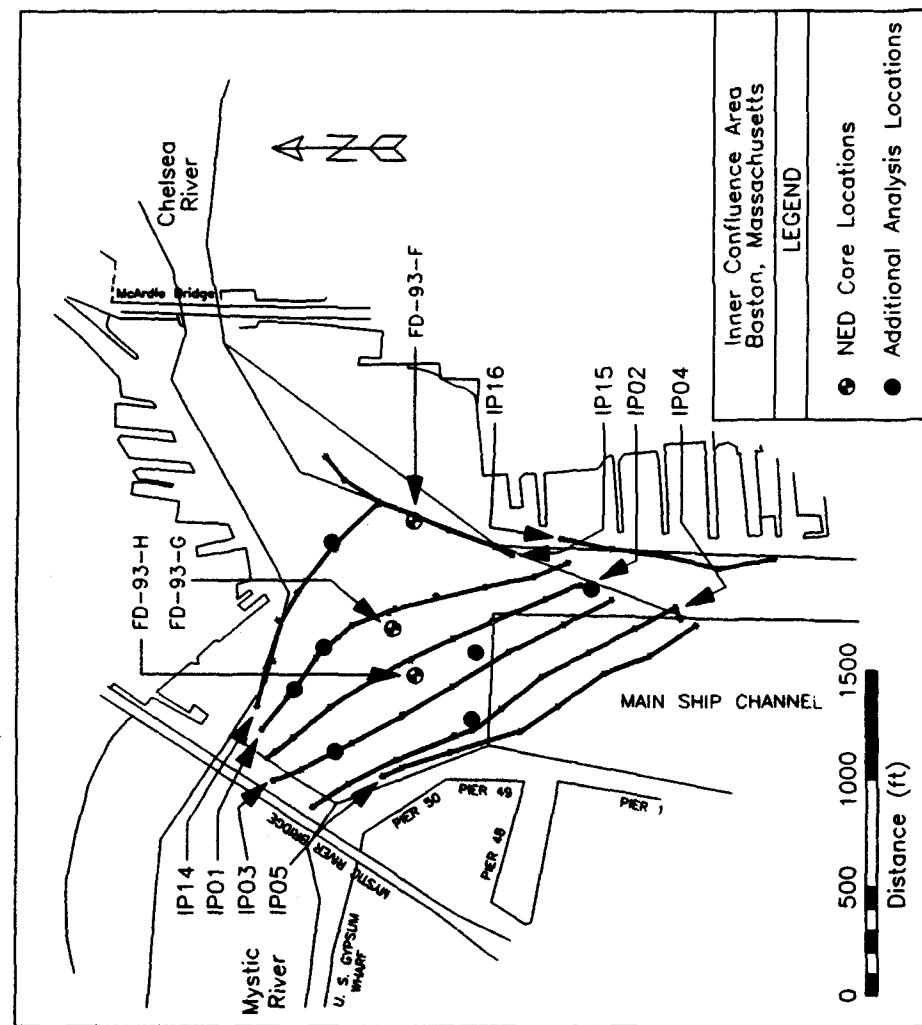 Chelsea
River
McArdle Bridge
FD-93-H
FD-93-G
FD-93-F
N
IP16
IP15
IP02
IP04
IP14
IP01
IP03
IP05
MYSTIC RIVER BRIDGE
Mystic
River
U. S. GYPSUM
WHARF
PIER 50
PIER 49
PIER 48
PIER 1
MAIN SHIP CHANNEL
0 500 1000 1500
Distance (ft)
Inner Confluence Area
Boston, Massachusetts
LEGEND
NED Core Locations
Additional Analysis Locations